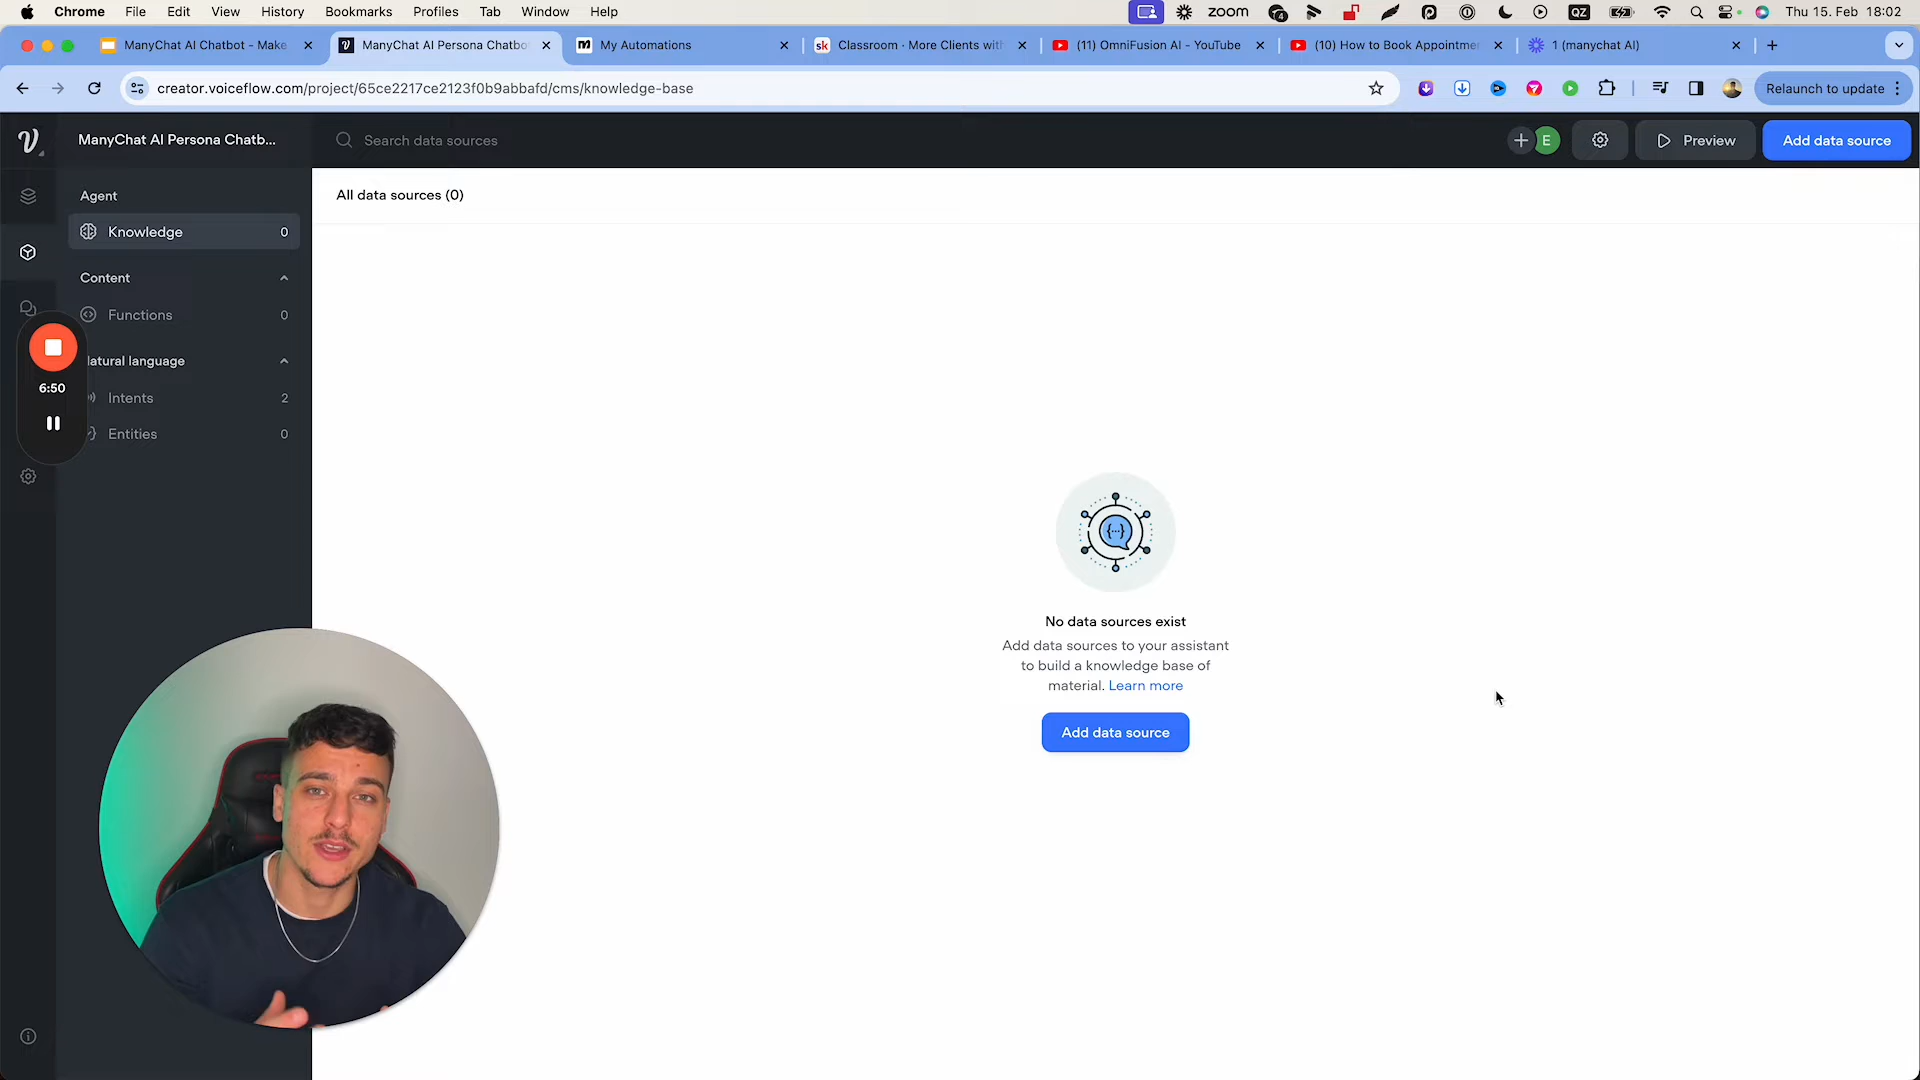 Chrome File Edit View History Bookmarks Profiles Tab Window Help zoom 4 QZ Thu 15. Feb 18:02
ManyChat AI Chatbot - Make ManyChat AI Persona Chatbo My Automations sk Classroom · More Clients with (11) OmniFusion AI - YouTube (10) How to Book Appointmen 1 (manychat AI)
creator.voiceflow.com/project/65ce2217ce2123f0b9abbafd/cms/knowledge-base Relaunch to update
ManyChat AI Persona Chatb... Search data sources E Preview Add data source
Agent
All data sources (0)
Knowledge 0
Content
Functions 0
Natural language
6:50
Intents 2
Entities 0
No data sources exist
Add data sources to your assistant
to build a knowledge base of
material. Learn more
Add data source